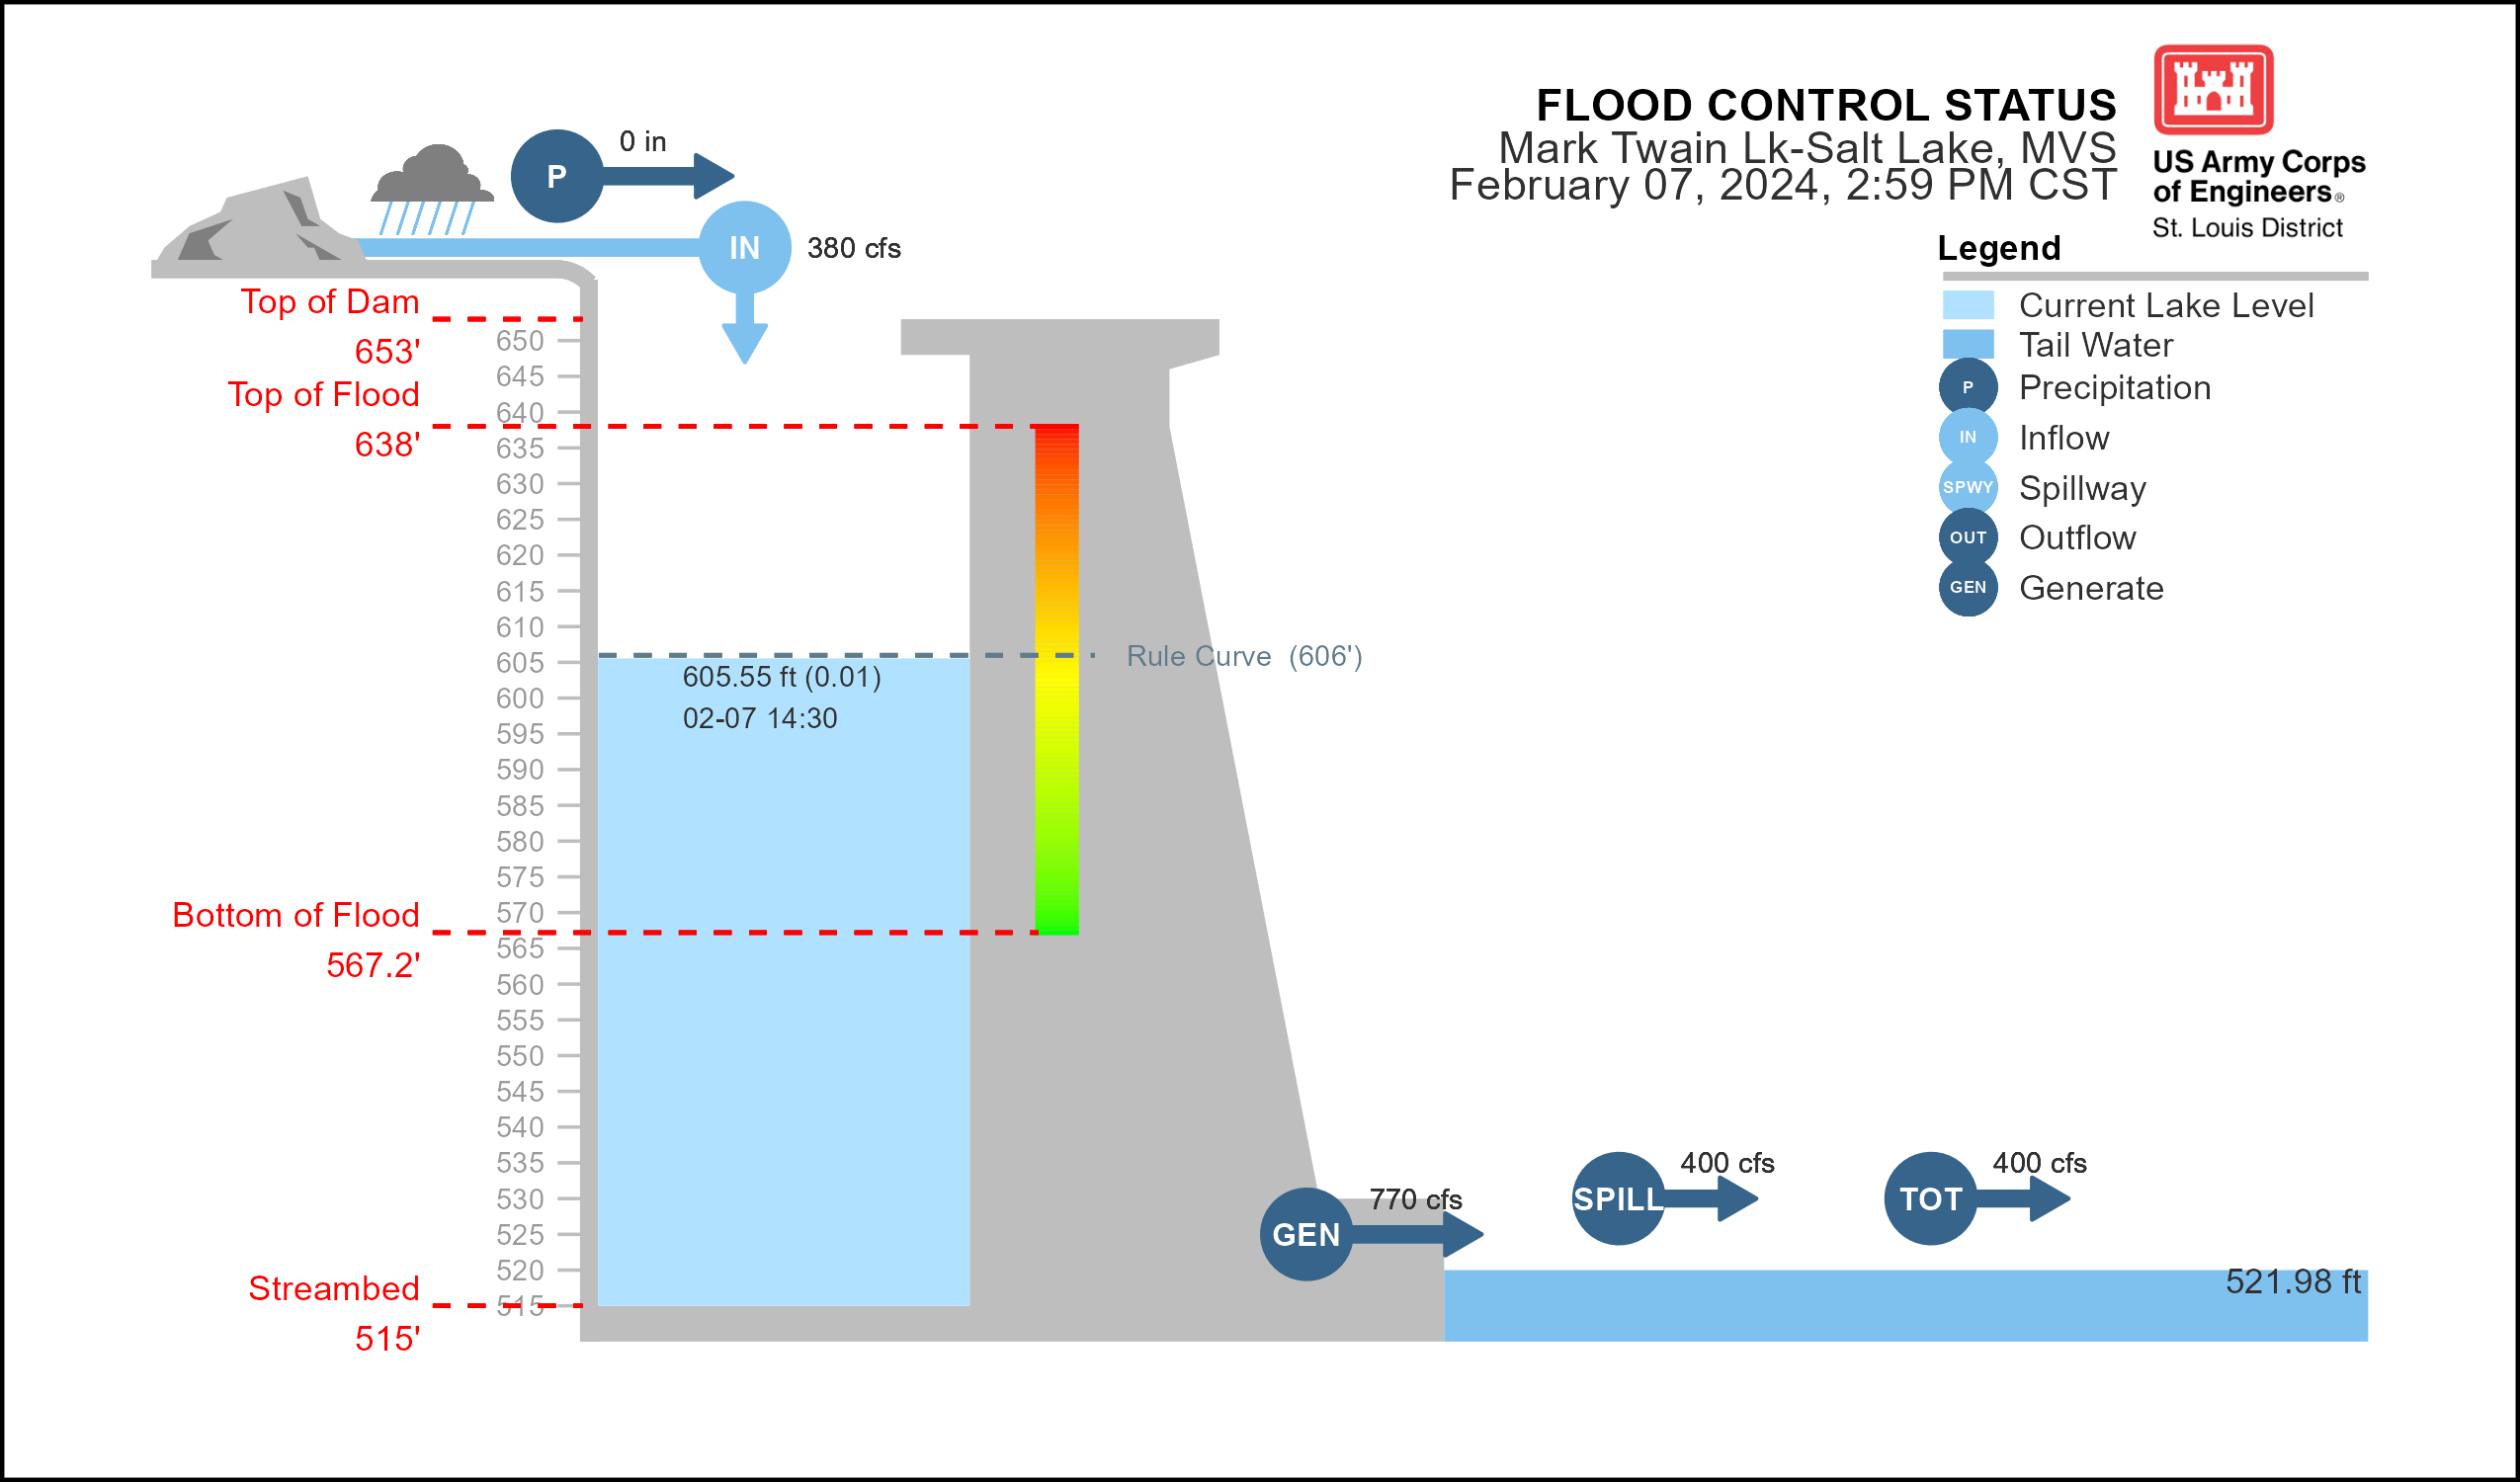 FLOOD CONTROL STATUS
Mark Twain Lk-Salt Lake, MVS
February 07, 2024, 2:59 PM CST
US Army Corps
of Engineers®
St. Louis District
P
0 in
IN
380 cfs
Legend
Current Lake Level
Tail Water
P Precipitation
IN Inflow
SPWY Spillway
OUT Outflow
GEN Generate
Top of Dam
653'
Top of Flood
638'
Bottom of Flood
567.2'
Streambed
515'
650
645
640
635
630
625
620
615
610
605
600
595
590
585
580
575
570
565
560
555
550
545
540
535
530
525
520
515
Rule Curve (606')
605.55 ft (0.01)
02-07 14:30
GEN
770 cfs
SPILL
400 cfs
TOT
400 cfs
521.98 ft